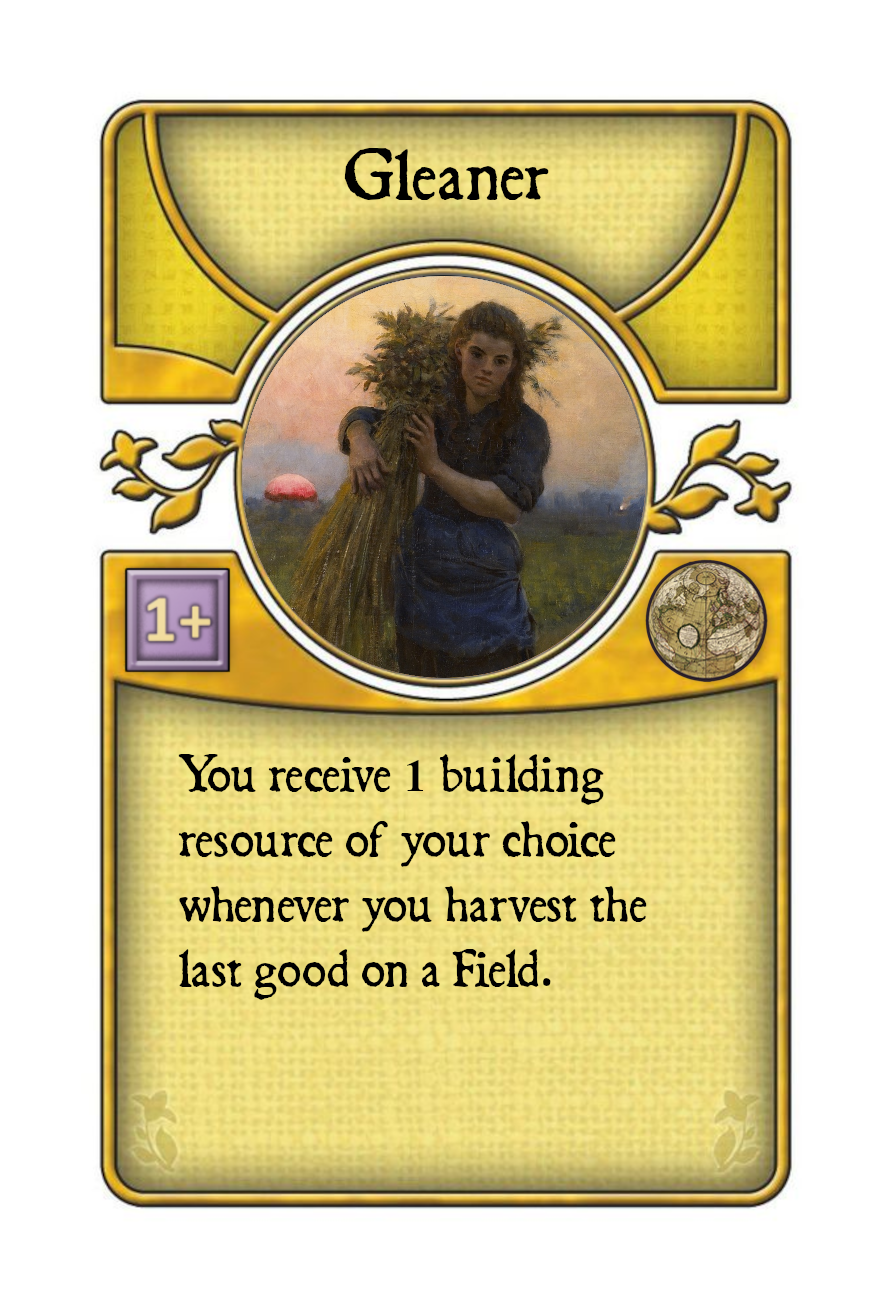 Gleaner
1+
You receive 1 building
resource of your choice
whenever you harvest the
last good on a Field.